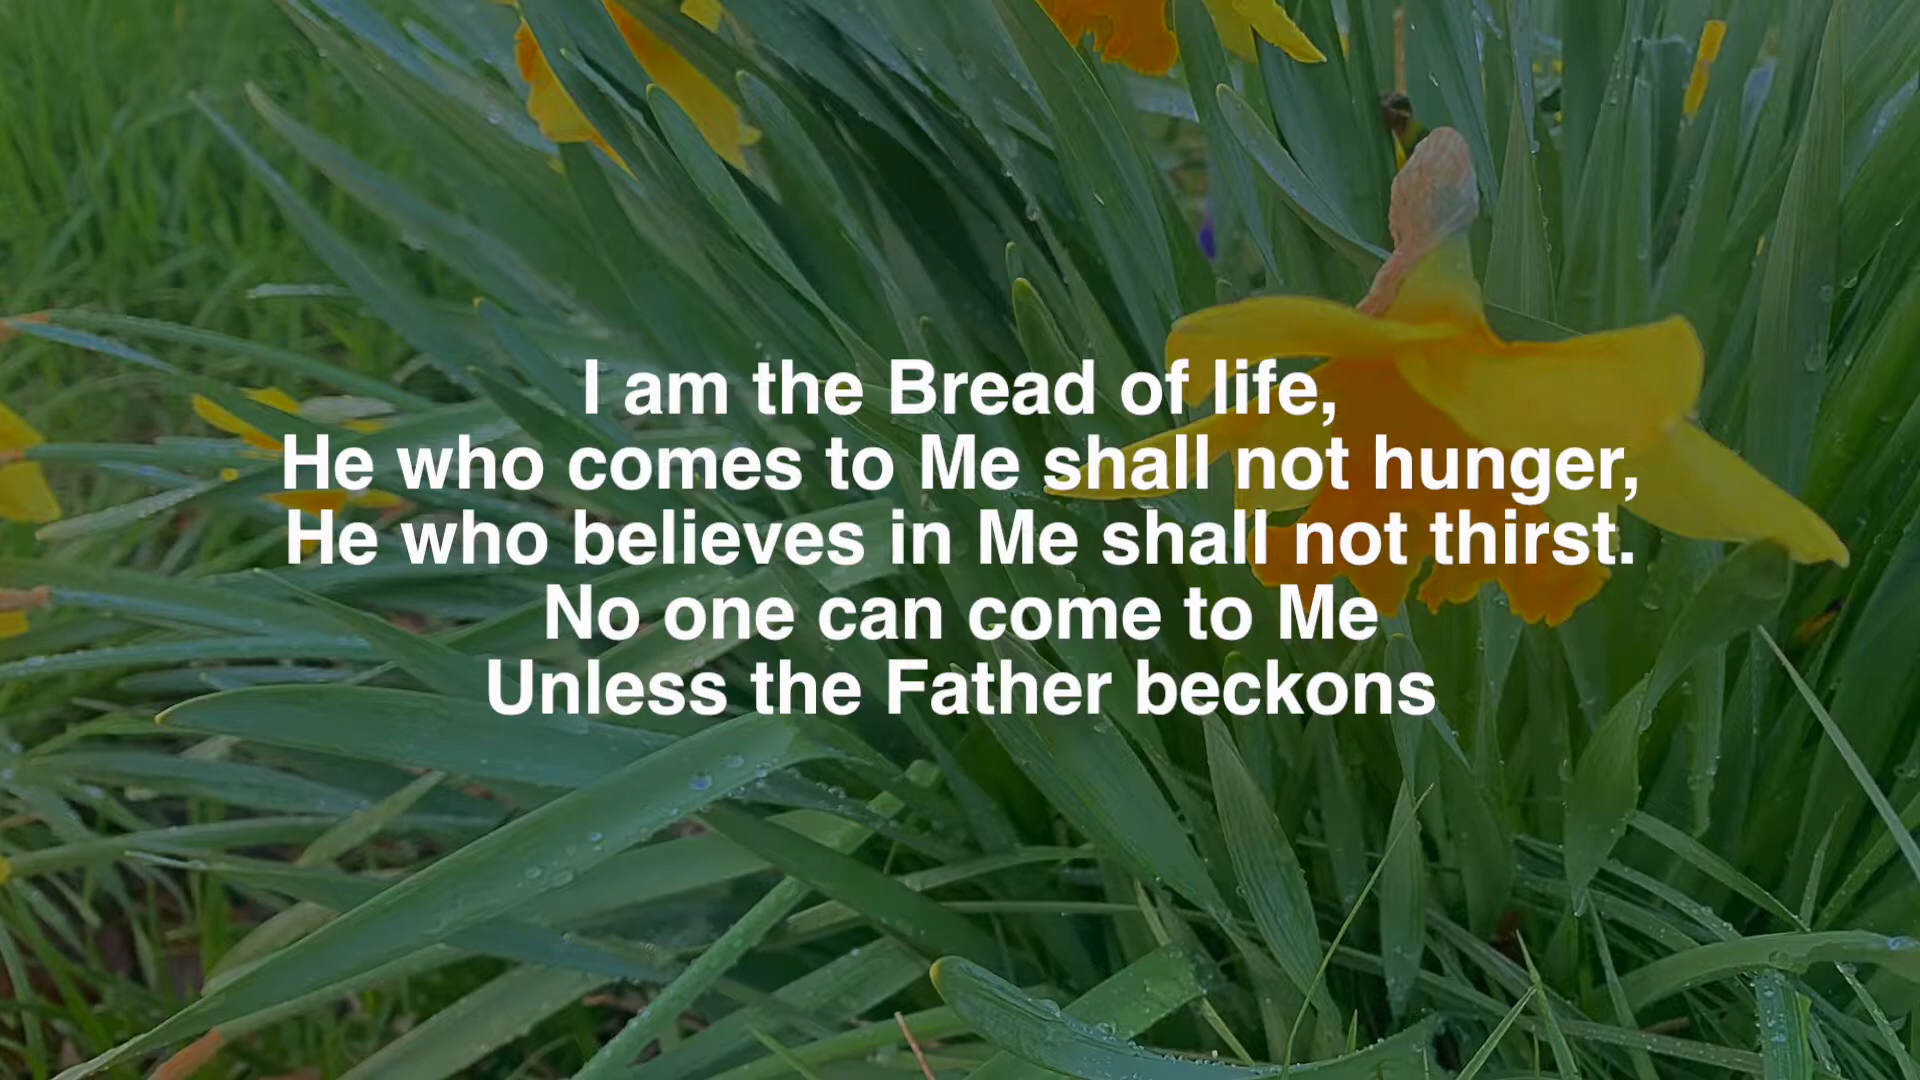 I am the Bread of life,
He who comes to Me shall not hunger,
He who believes in Me shall not thirst.
No one can come to Me
Unless the Father beckons